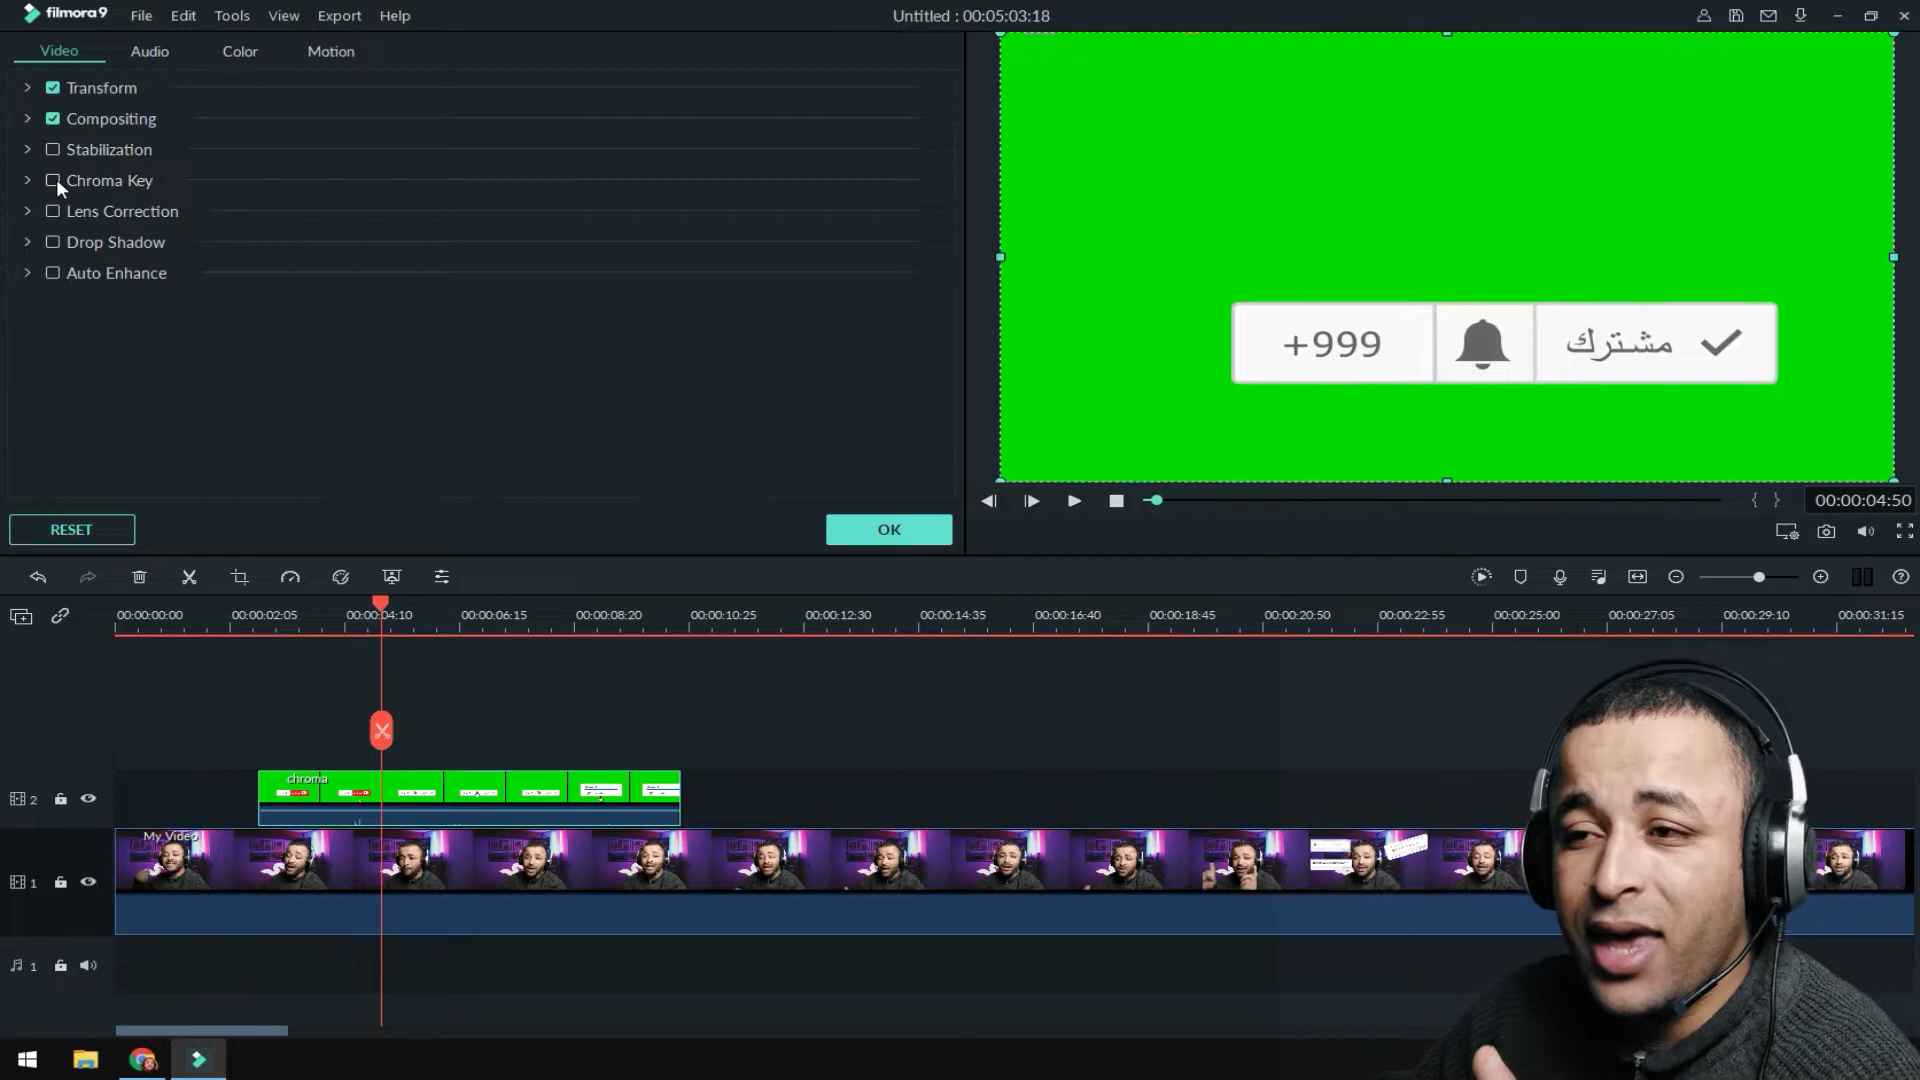 filmora9 File Edit Tools View Export Help Untitled : 00:05:03:18
Video Audio Color Motion
Transform
Compositing
Stabilization
Chroma Key
Lens Correction
Drop Shadow
Auto Enhance
RESET OK
+999 مشترك
00:00:04:50
00:00:00:00 00:00:02:05 00:00:04:10 00:00:06:15 00:00:08:20 00:00:10:25 00:00:12:30 00:00:14:35 00:00:16:40 00:00:18:45 00:00:20:50 00:00:22:55 00:00:25:00 00:00:27:05 00:00:29:10 00:00:31:15
chroma
2
My Video
1
1